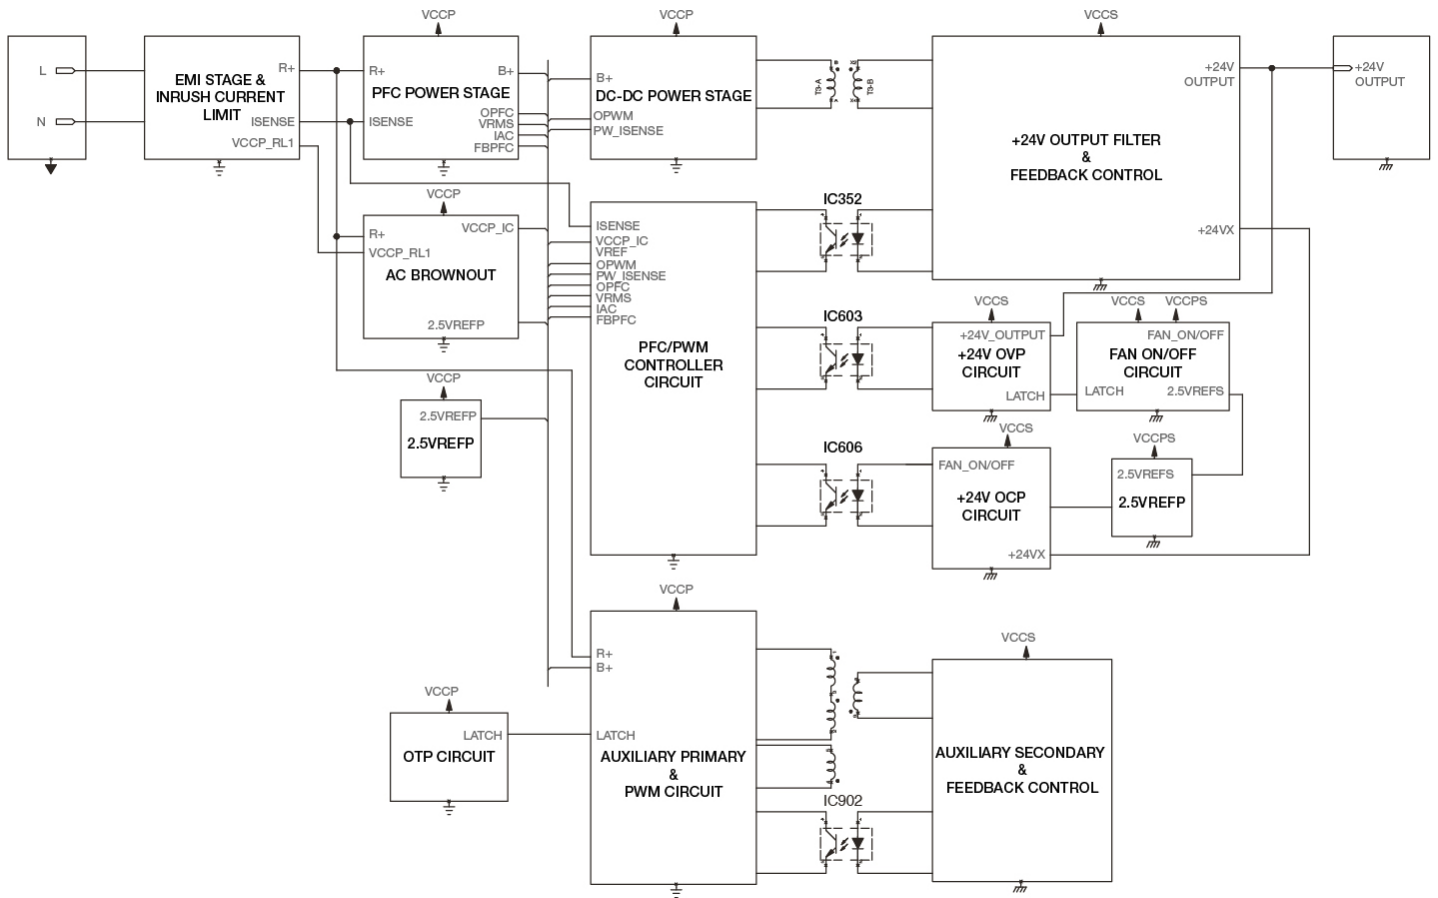 L
N
EMI STAGE &
INRUSH CURRENT
LIMIT
R+
ISENSE
VCCP_RL1
VCCP
R+
ISENSE
PFC POWER STAGE
B+
OPFC
VRMS
IAC
FBPFC
VCCP
B+
OPWM
PW_ISENSE
DC-DC POWER STAGE
T3-A
T3-B
VCCS
+24V
OUTPUT
+24V OUTPUT FILTER
&
FEEDBACK CONTROL
+24VX
+24V
OUTPUT
VCCP
R+
VCCP_RL1
VCCP_IC
AC BROWNOUT
2.5VREFP
VCCP
2.5VREFP
2.5VREFP
ISENSE
VCCP_IC
VREF
OPWM
PW_ISENSE
OPFC
VRMS
IAC
FBPFC
PFC/PWM
CONTROLLER
CIRCUIT
IC352
IC603
IC606
VCCS
+24V_OUTPUT
+24V OVP
CIRCUIT
LATCH
VCCS
VCCPS
FAN_ON/OFF
FAN ON/OFF
CIRCUIT
LATCH
2.5VREFS
VCCS
FAN_ON/OFF
+24V OCP
CIRCUIT
+24VX
VCCPS
2.5VREFS
2.5VREFP
VCCP
R+
B+
LATCH
AUXILIARY PRIMARY
&
PWM CIRCUIT
VCCP
LATCH
OTP CIRCUIT
IC902
VCCS
AUXILIARY SECONDARY
&
FEEDBACK CONTROL